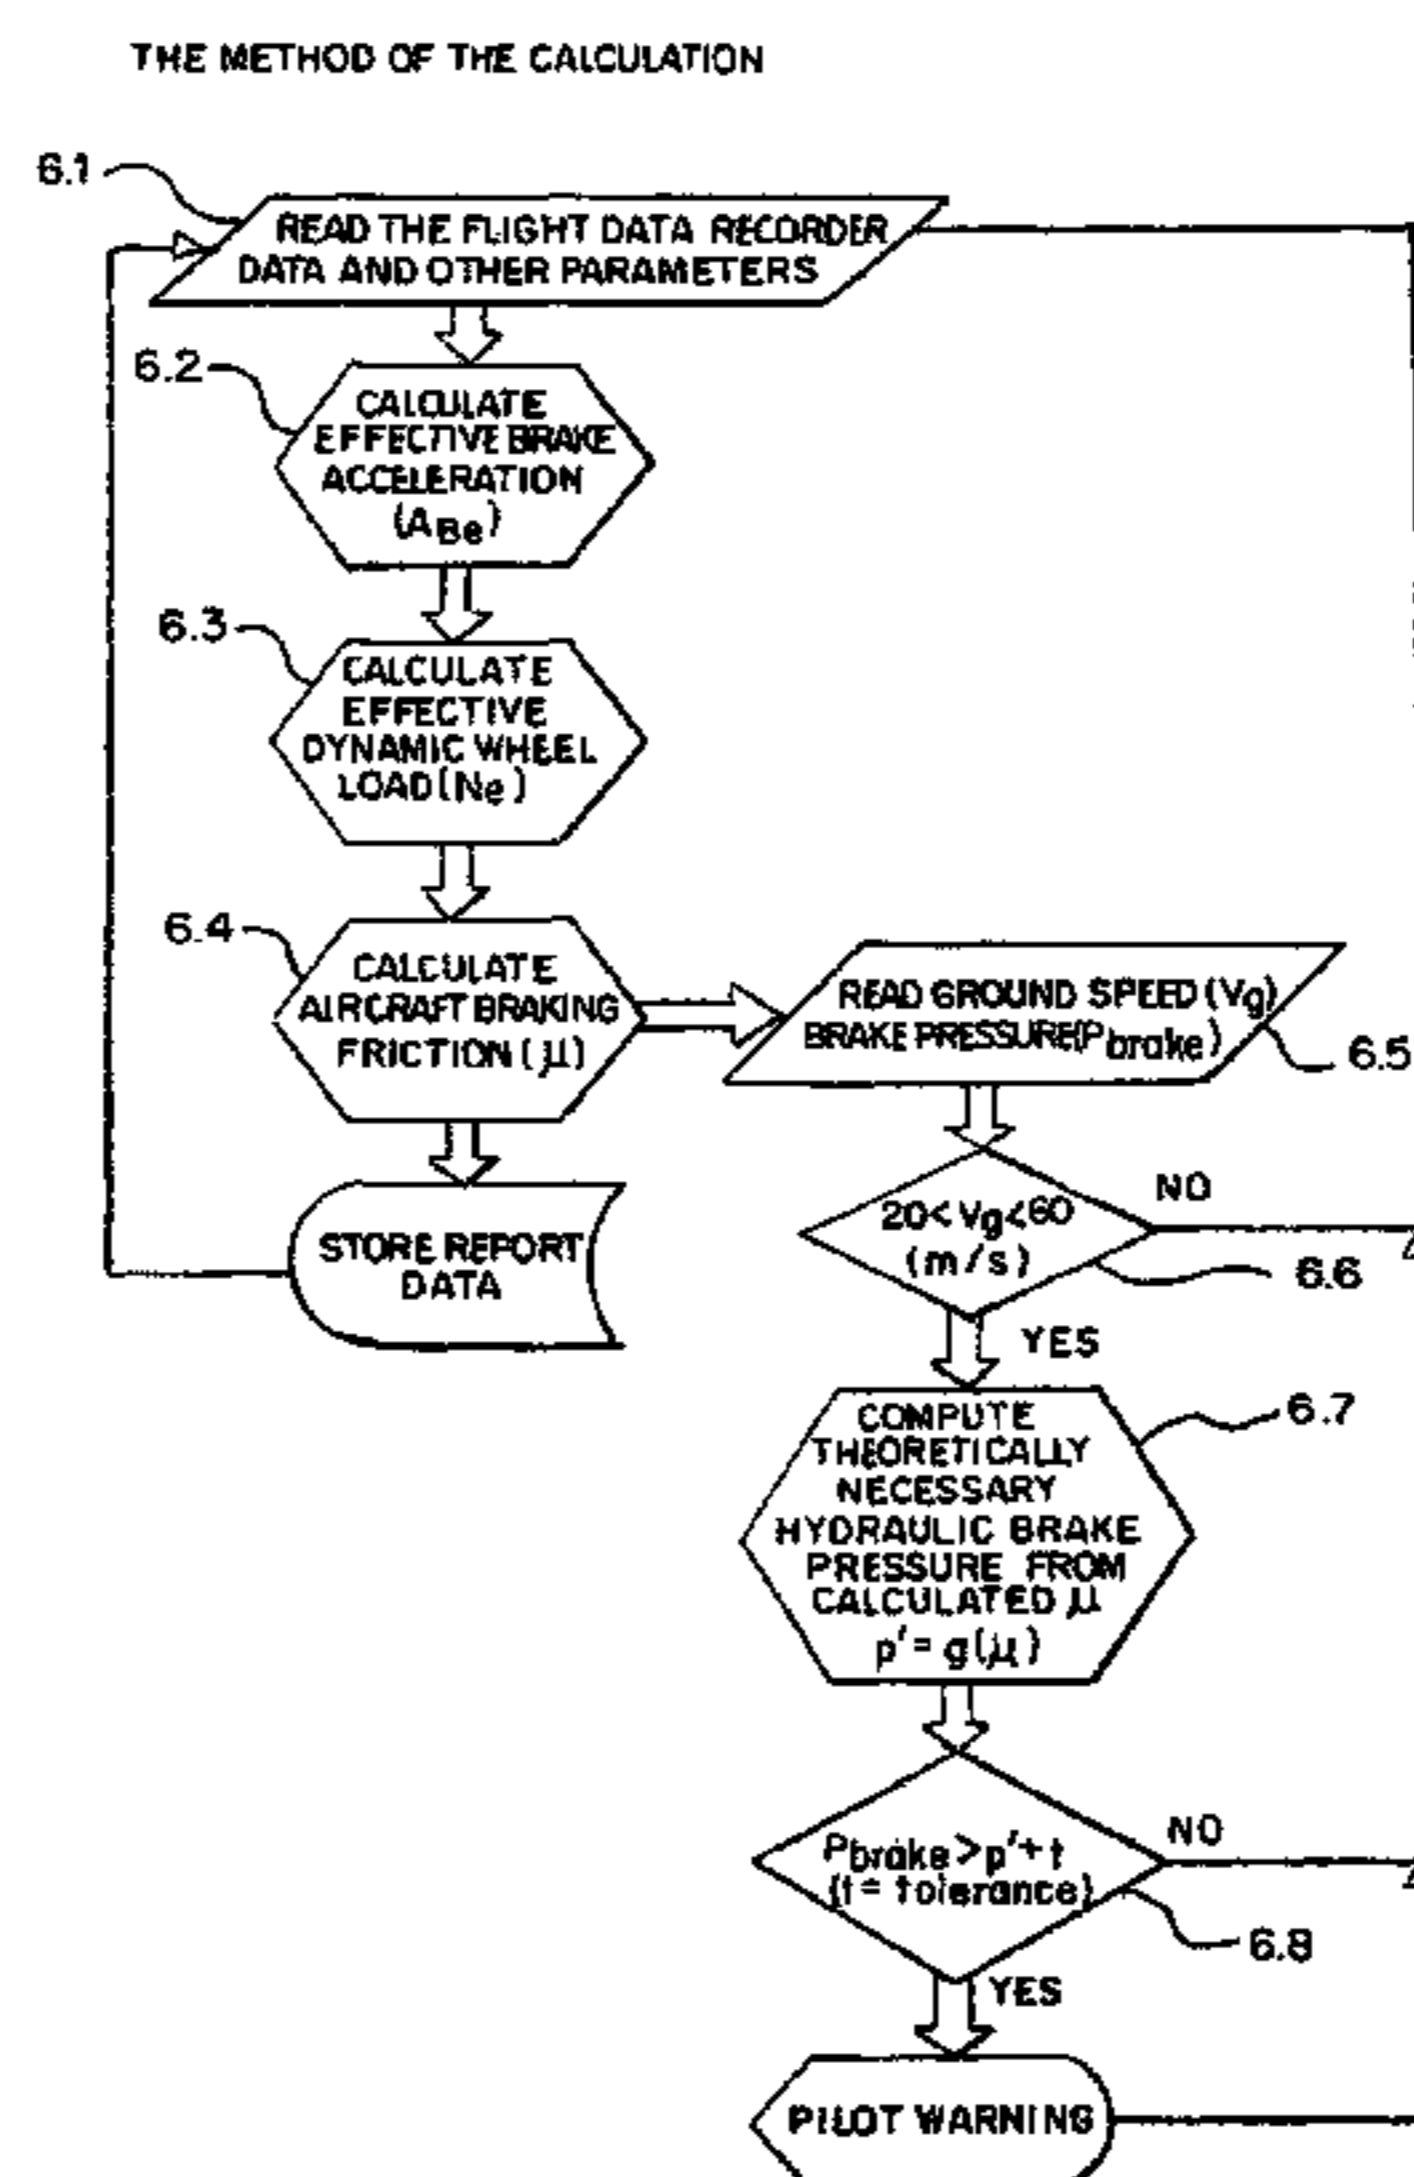 THE METHOD OF THE CALCULATION
6.1
READ THE FLIGHT DATA RECORDER
DATA AND OTHER PARAMETERS
6.2
CALCULATE
EFFECTIVE BRAKE
ACCELERATION
(ABe)
6.3
CALCULATE
EFFECTIVE
DYNAMIC WHEEL
LOAD(Ne)
6.4
CALCULATE
AIRCRAFT BRAKING
FRICTION (μ)
STORE REPORT
DATA
READ GROUND SPEED (Vg)
BRAKE PRESSURE(Pbrake)
6.5
20<Vg<60
(m/s)
NO
6.6
YES
COMPUTE
THEORETICALLY
NECESSARY
HYDRAULIC BRAKE
PRESSURE FROM
CALCULATED μ
p'=g(μ)
6.7
Pbrake>p'+t
(t= tolerance)
NO
6.8
YES
PILOT WARNING